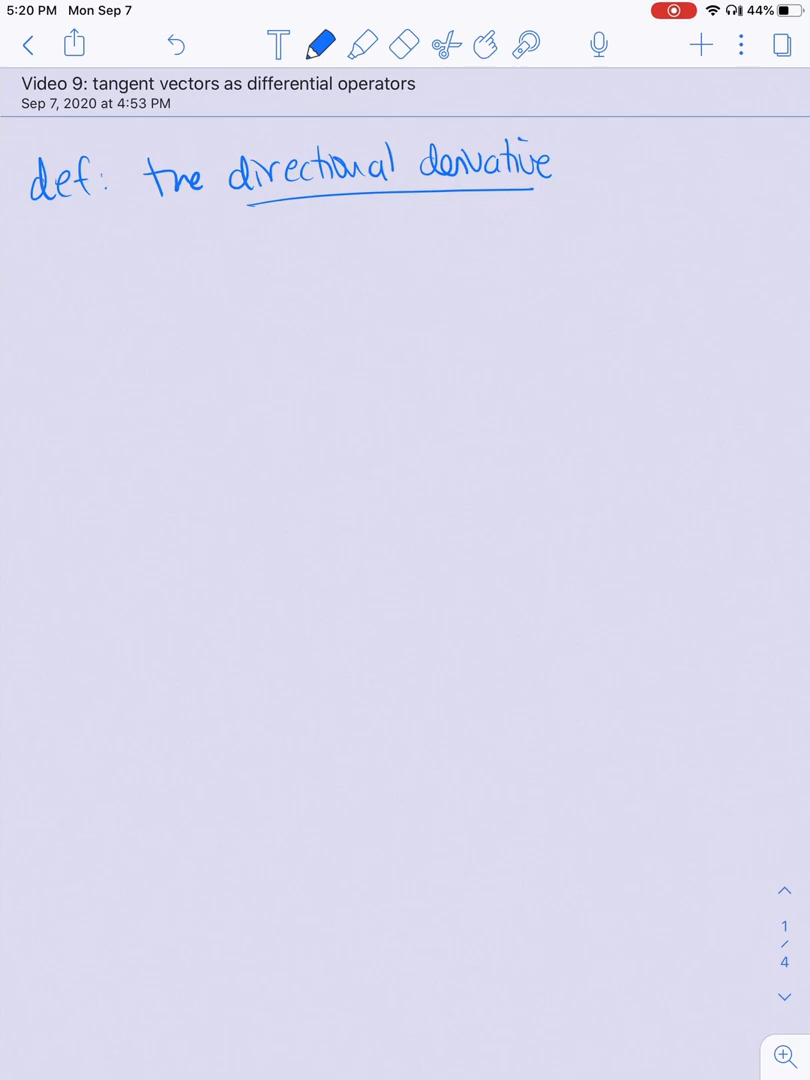 5:20 PM Mon Sep 7
44%
Video 9: tangent vectors as differential operators
Sep 7, 2020 at 4:53 PM
def: the directional derivative
1
/
4